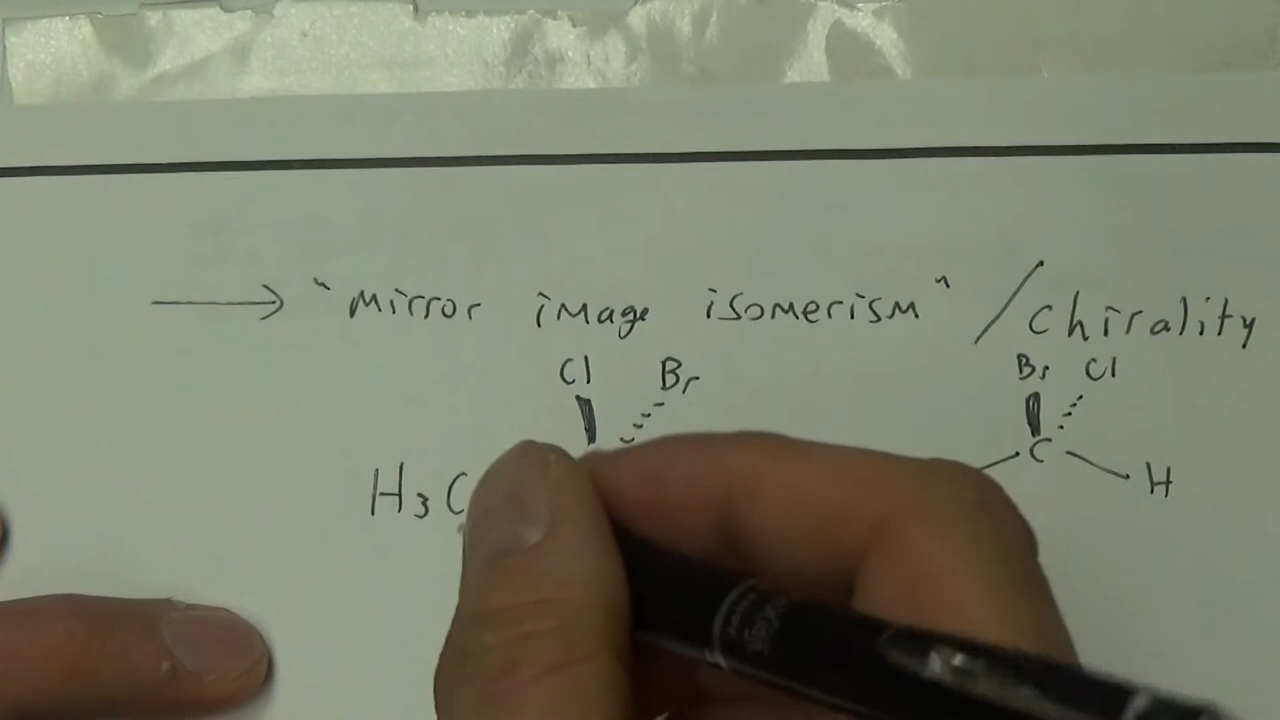 → "Mirror image isomerism" / Chirality
Cl Br Br Cl
C H
H₃C